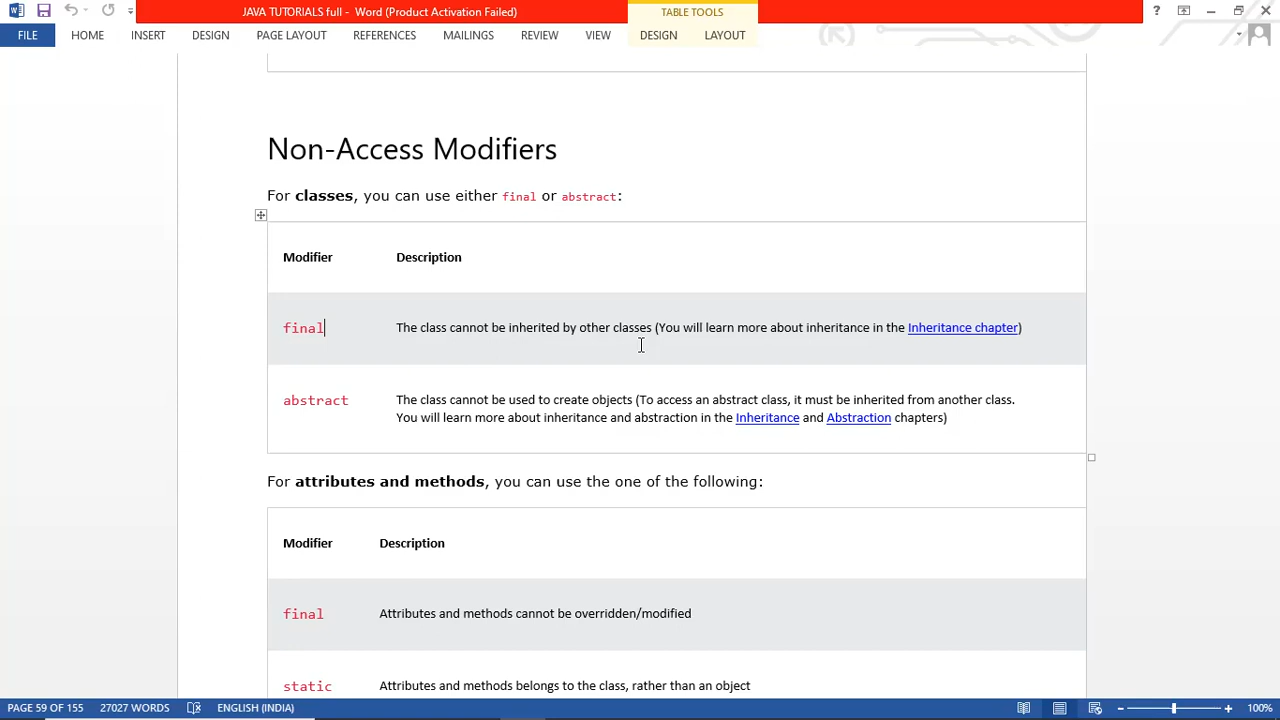 JAVA TUTORIALS full - Word (Product Activation Failed)
TABLE TOOLS
?
FILE HOME INSERT DESIGN PAGE LAYOUT REFERENCES MAILINGS REVIEW VIEW DESIGN LAYOUT
Non-Access Modifiers
For classes, you can use either final or abstract:
Modifier Description
final The class cannot be inherited by other classes (You will learn more about inheritance in the Inheritance chapter)
abstract The class cannot be used to create objects (To access an abstract class, it must be inherited from another class.
You will learn more about inheritance and abstraction in the Inheritance and Abstraction chapters)
For attributes and methods, you can use the one of the following:
Modifier Description
final Attributes and methods cannot be overridden/modified
static Attributes and methods belongs to the class, rather than an object
PAGE 59 OF 155 27027 WORDS ENGLISH (INDIA) 100%